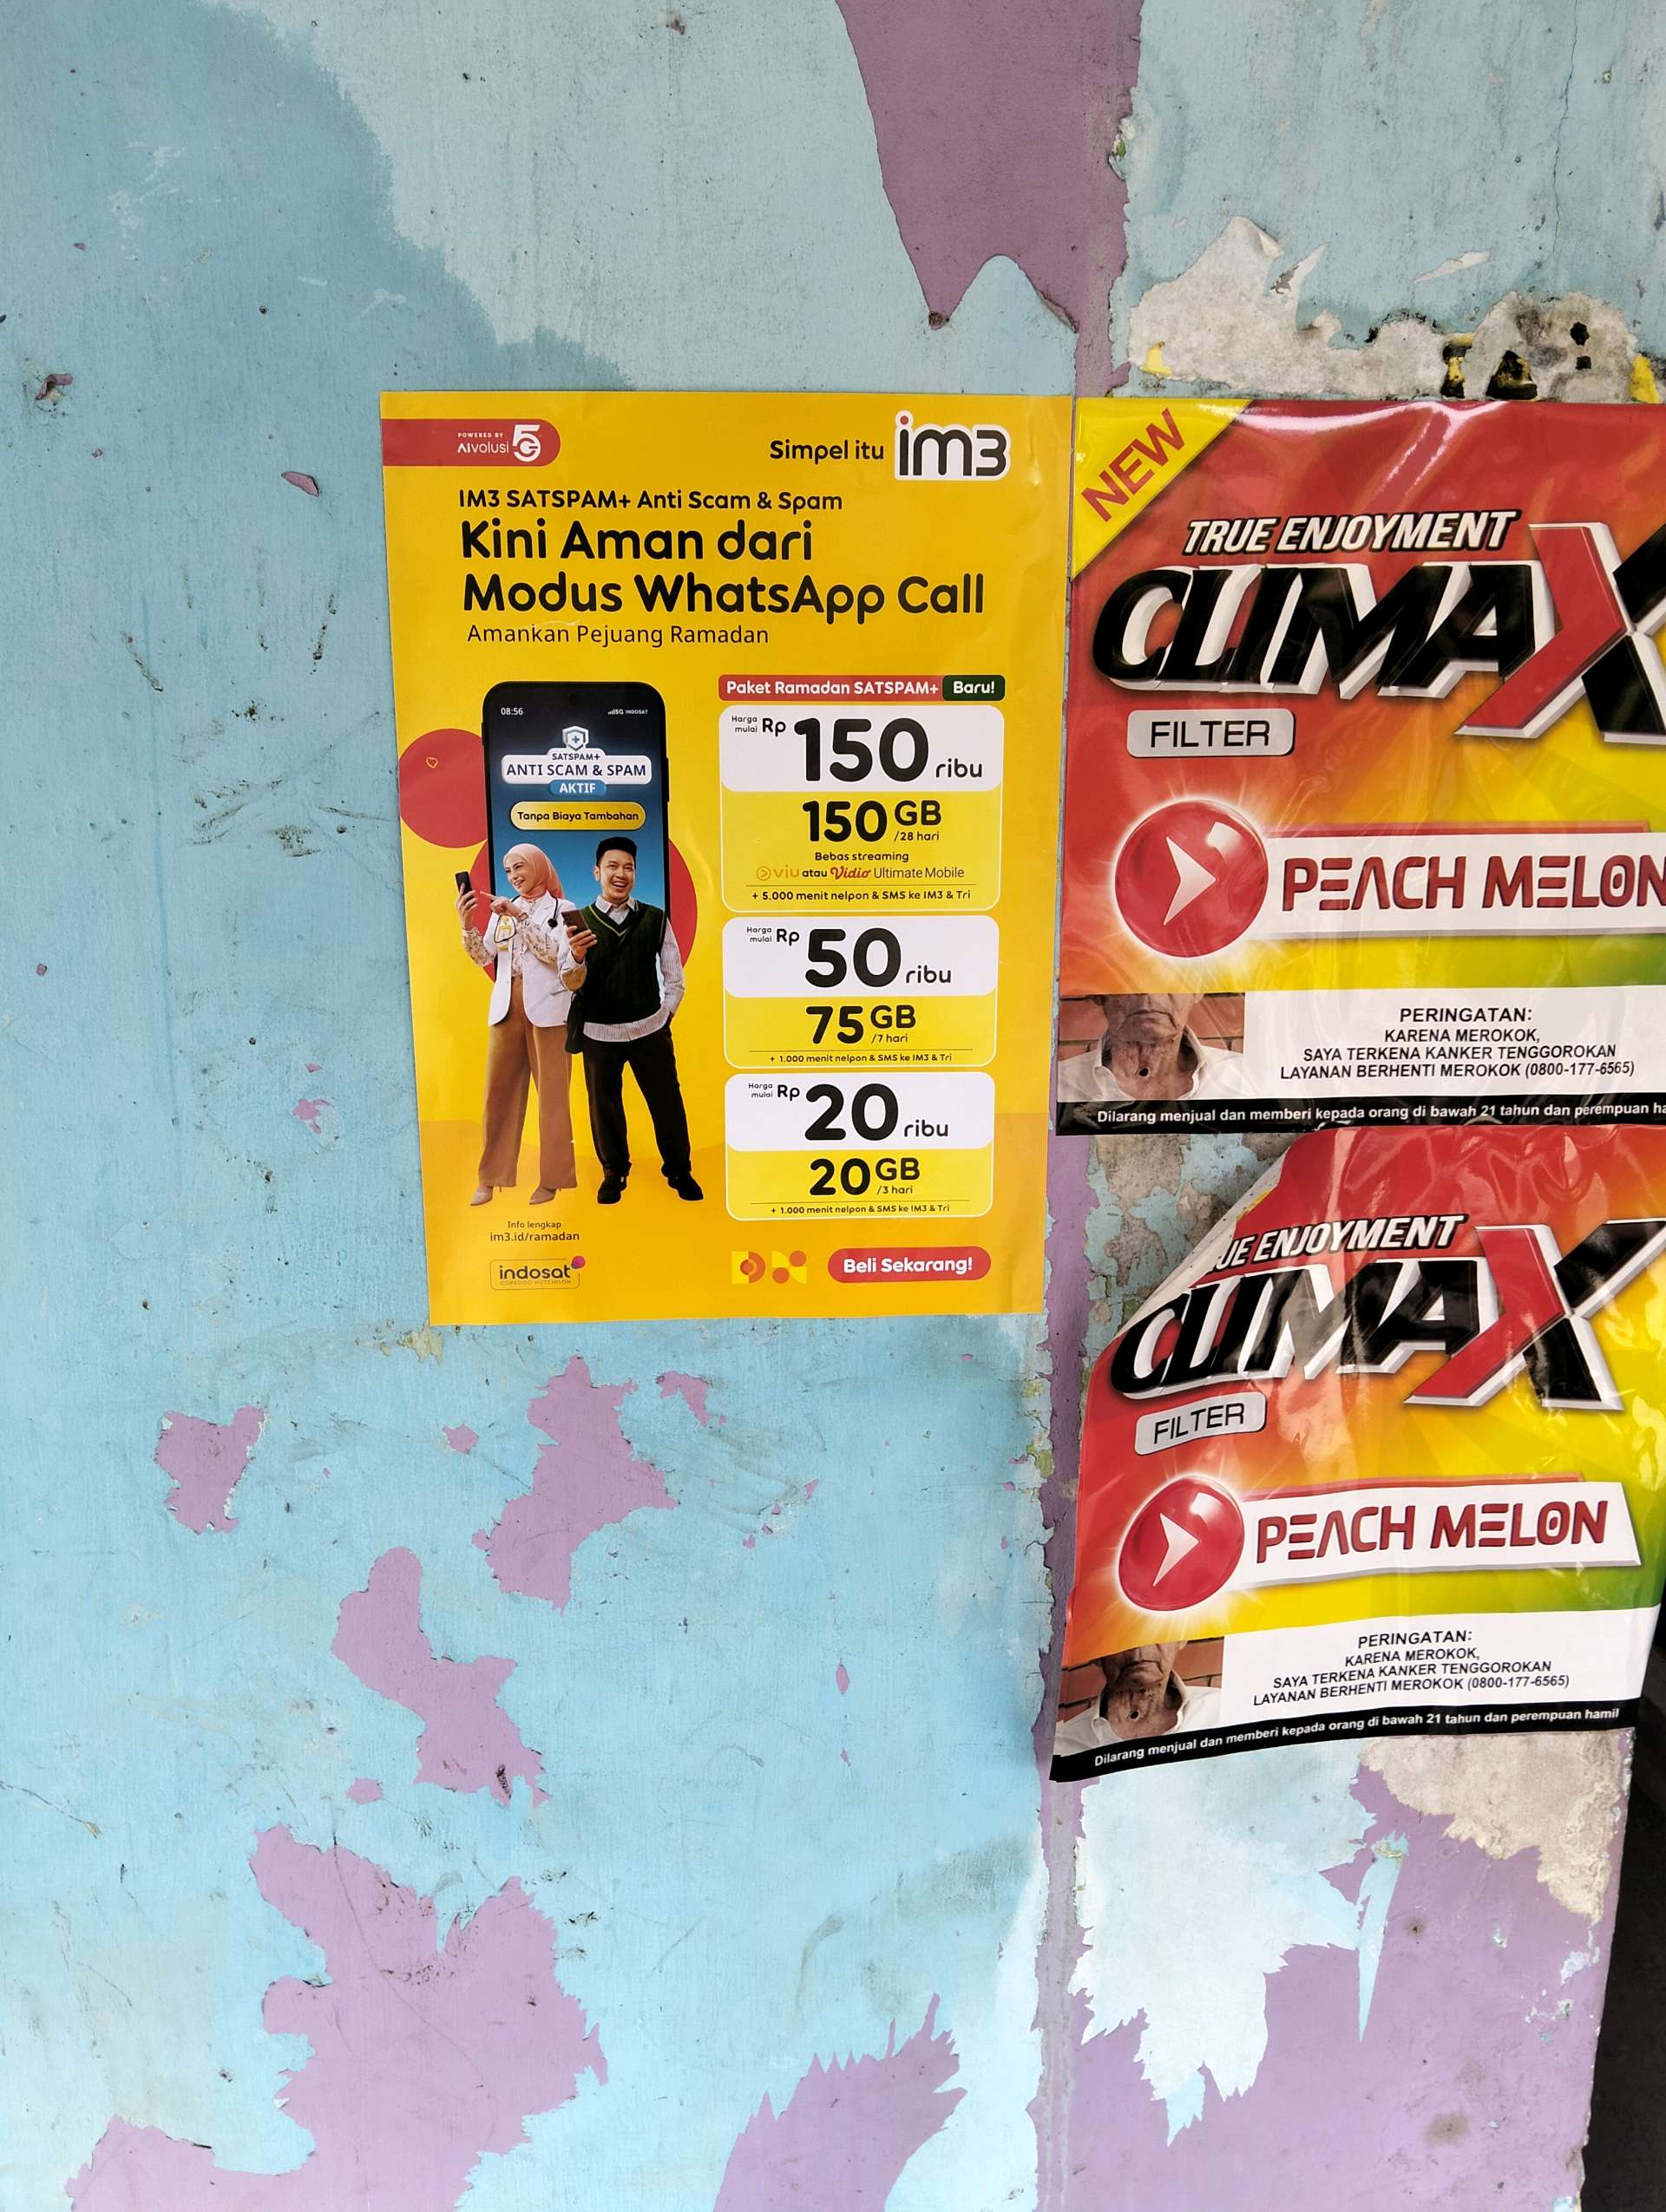 POWERED BY
AIvolusi 5G
Simpel itu im3
IM3 SATSPAM+ Anti Scam & Spam
Kini Aman dari
Modus WhatsApp Call
Amankan Pejuang Ramadan
08:56
5G INDOSAT
SATSPAM+
ANTI SCAM & SPAM
AKTIF
Tanpa Biaya Tambahan
Paket Ramadan SATSPAM+ Baru!
Harga mulai Rp 150 ribu
150 GB /28 hari
Bebas streaming
viu atau Vidio Ultimate Mobile
+ 5.000 menit nelpon & SMS ke IM3 & Tri
Harga mulai Rp 50 ribu
75 GB /7 hari
+ 1.000 menit nelpon & SMS ke IM3 & Tri
Harga mulai Rp 20 ribu
20 GB /3 hari
+ 1.000 menit nelpon & SMS ke IM3 & Tri
Info lengkap
im3.id/ramadan
indosat
OOREDOO HUTCHISON
Beli Sekarang!
NEW
TRUE ENJOYMENT
CLIMAX
FILTER
PEACH MELON
PERINGATAN:
KARENA MEROKOK,
SAYA TERKENA KANKER TENGGOROKAN
LAYANAN BERHENTI MEROKOK (0800-177-6565)
Dilarang menjual dan memberi kepada orang di bawah 21 tahun dan perempuan ha
UE ENJOYMENT
CLIMAX
FILTER
PEACH MELON
PERINGATAN:
KARENA MEROKOK,
SAYA TERKENA KANKER TENGGOROKAN
LAYANAN BERHENTI MEROKOK (0800-177-6565)
Dilarang menjual dan memberi kepada orang di bawah 21 tahun dan perempuan hamil